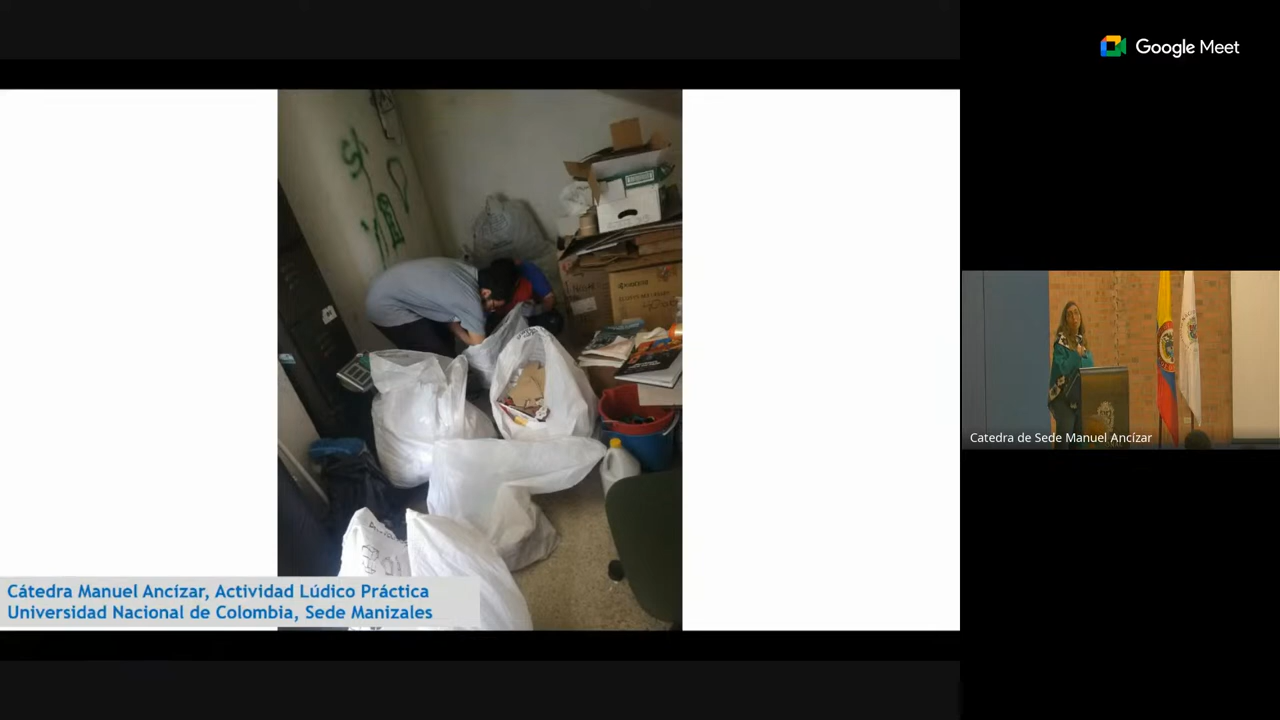 Google Meet
Catedra de Sede Manuel Ancízar
Cátedra Manuel Ancízar, Actividad Lúdico Práctica
Universidad Nacional de Colombia, Sede Manizales